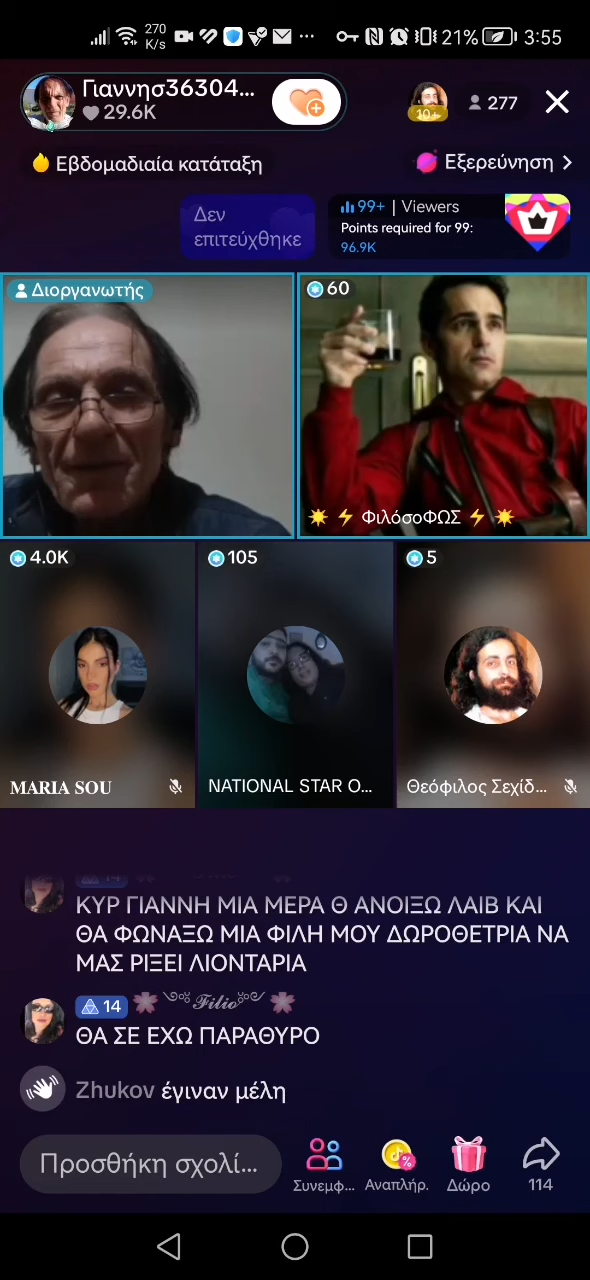 270
K/s
21%
3:55
Γιαννησ36304...
29.6K
10+
277
Εβδομαδιαία κατάταξη
Εξερεύνηση
Δεν
επιτεύχθηκε
99+ | Viewers
Points required for 99:
96.9K
Διοργανωτής
60
☀️ ⚡ ΦιλόσοΦΩΣ ⚡ ☀️
4.0K
105
5
MARIA SOU
NATIONAL STAR O...
Θεόφιλος Σεχίδ...
14
ΚΥΡ ΓΙΑΝΝΗ ΜΙΑ ΜΕΡΑ Θ ΑΝΟΙΞΩ ΛΑΙΒ ΚΑΙ
ΘΑ ΦΩΝΑΞΩ ΜΙΑ ΦΙΛΗ ΜΟΥ ΔΩΡΟΘΕΤΡΙΑ ΝΑ
ΜΑΣ ΡΙΞΕΙ ΛΙΟΝΤΑΡΙΑ
14 🌸 ༺𝓕𝓲𝓵𝓲𝓸༻ 🌸
ΘΑ ΣΕ ΕΧΩ ΠΑΡΑΘΥΡΟ
Zhukov έγιναν μέλη
Προσθήκη σχολί...
Συνεμφ...
Αναπλήρ.
Δώρο
114